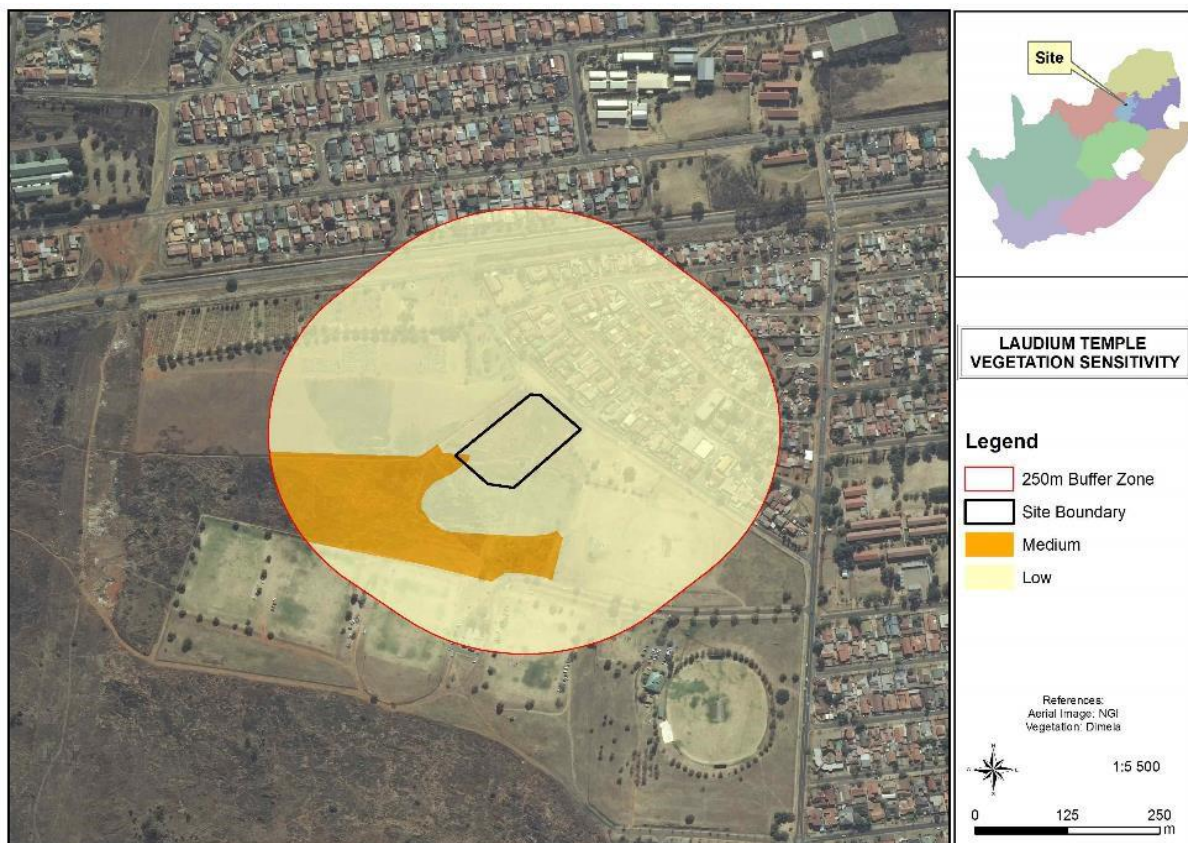 Site
LAUDIUM TEMPLE
VEGETATION SENSITIVITY
Legend
250m Buffer Zone
Site Boundary
Medium
Low
References:
Aerial Image: NGI
Vegetation: Dimela
N
1:5 500
0 125 250
m